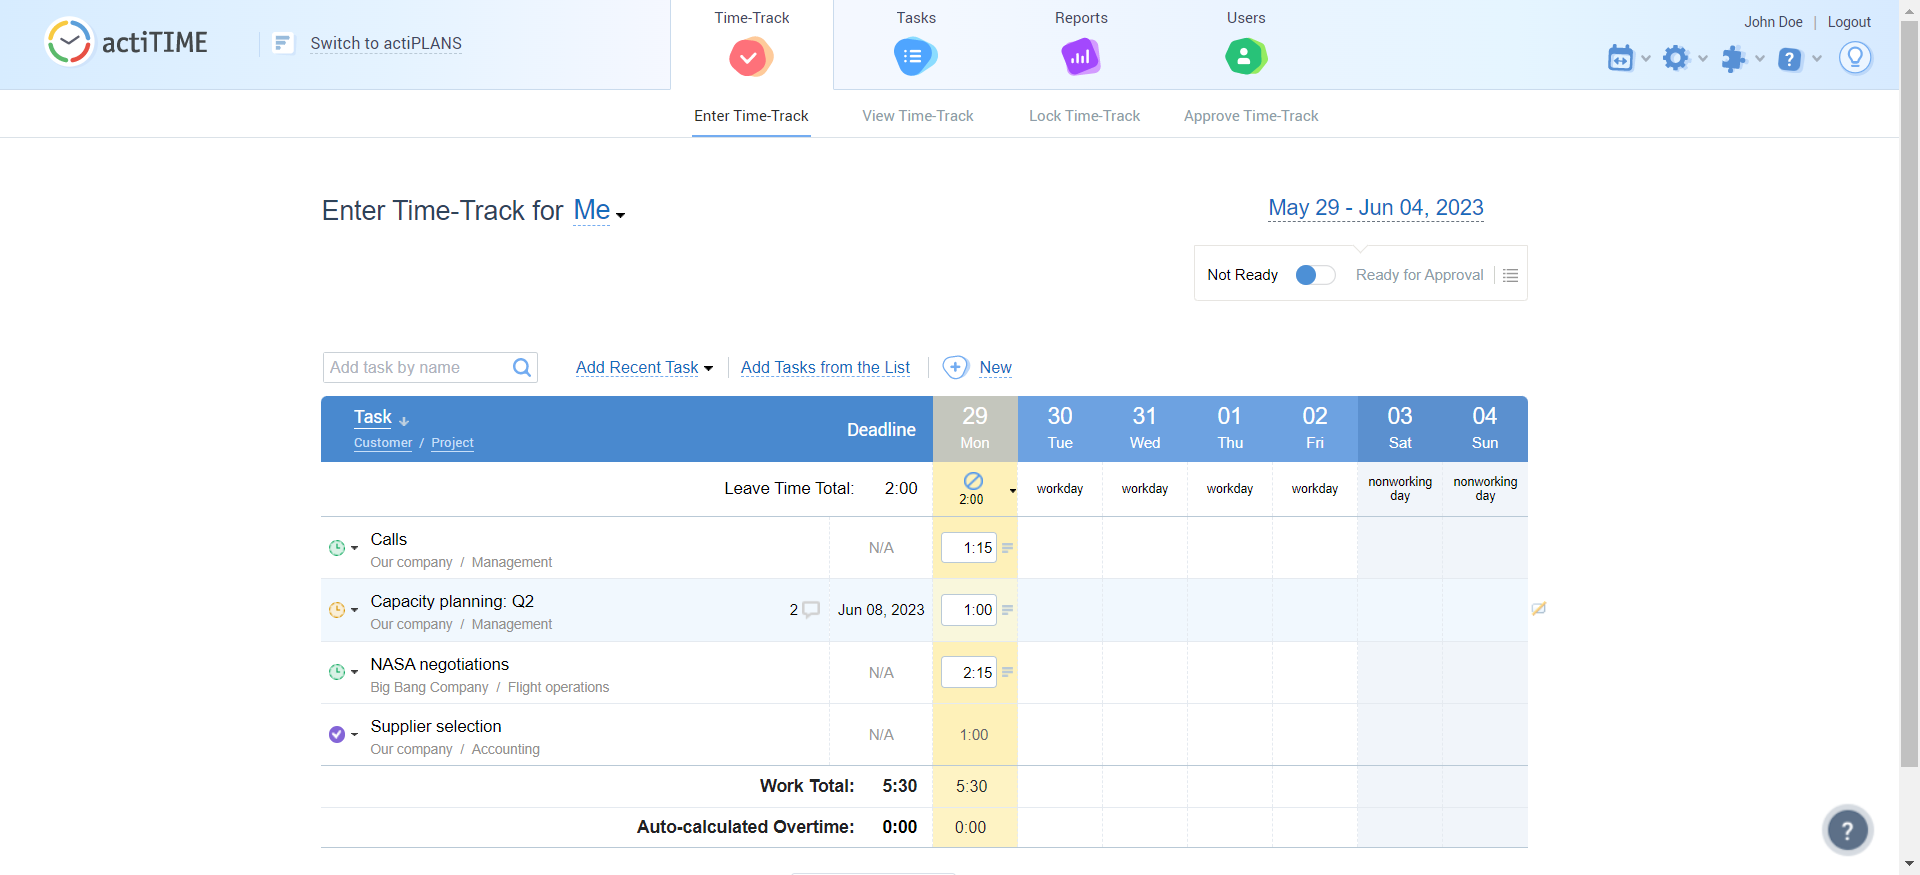 actiTIME
Switch to actiPLANS
Time-Track
Tasks
Reports
Users
John Doe | Logout
?
Enter Time-Track
View Time-Track
Lock Time-Track
Approve Time-Track
Enter Time-Track for Me
May 29 - Jun 04, 2023
Not Ready
Ready for Approval
Add task by name
Add Recent Task
Add Tasks from the List
New
Task
Customer / Project
Deadline
29 Mon
30 Tue
31 Wed
01 Thu
02 Fri
03 Sat
04 Sun
Leave Time Total: 2:00
2:00
workday
workday
workday
workday
nonworking day
nonworking day
Calls
Our company / Management
N/A
1:15
Capacity planning: Q2
Our company / Management
2
Jun 08, 2023
1:00
NASA negotiations
Big Bang Company / Flight operations
N/A
2:15
Supplier selection
Our company / Accounting
N/A
1:00
Work Total: 5:30
5:30
Auto-calculated Overtime: 0:00
0:00
?